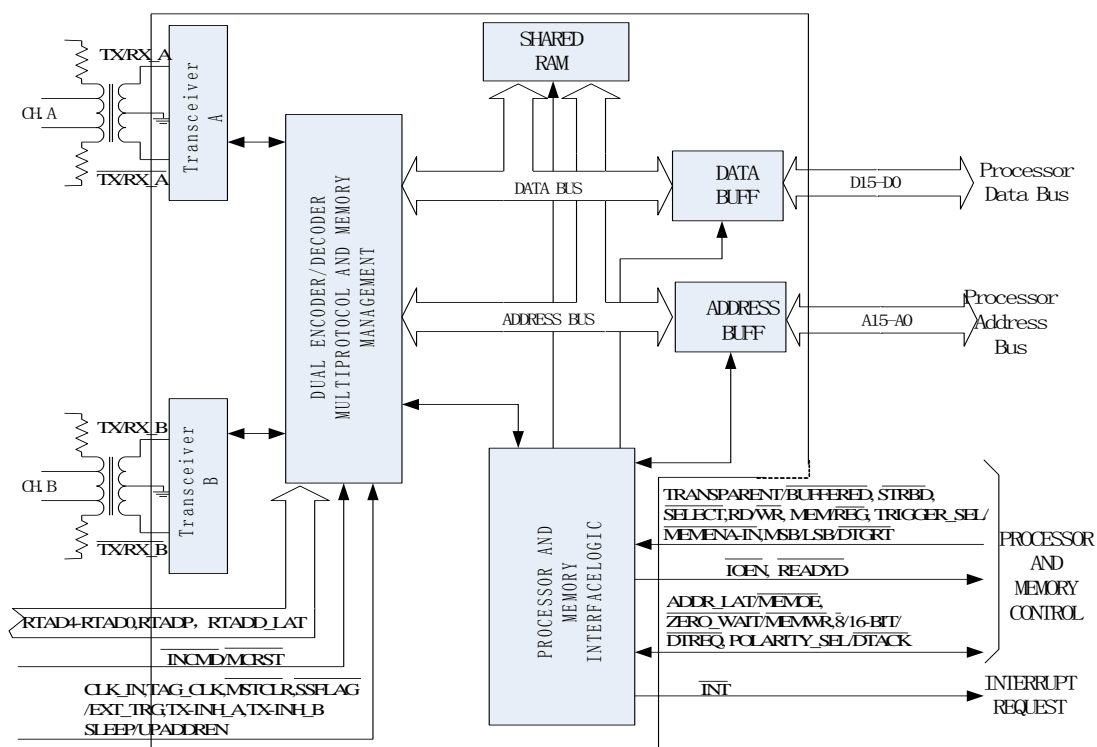 SHARED
RAM
TX/RX_A
CH.A
TX/RX_A
Transceiver
A
DUAL ENCODER/DECODER
MULTIPROTOCOL AND MEMORY
MANAGEMENT
DATA BUS
DATA
BUFF
D15-D0
Processor
Data Bus
ADDRESS BUS
ADDRESS
BUFF
A15-A0
Processor
Address
Bus
TX/RX_B
CH.B
TX/RX_B
Transceiver
B
PROCESSOR AND
MEMORY
INTERFACELOGIC
TRANSPARENT/BUFFERED, STRBD,
SELECT,RD/WR, MEM/REG, TRIGGER_SEL/
MEMENA-IN,MSB/LSB/DTGRT
IOEN, READYD
ADDR_LAT/MEMOE,
ZERO_WAIT/MEMWR,8/16-BIT/
DTREQ, POLARITY_SEL/DTACK
PROCESSOR
AND
MEMORY
CONTROL
INT
INTERRUPT
REQUEST
RTAD4-RTAD0,RTADP, RTADD_LAT
INCMD/MCRST
CLK_IN,TAG_CLK,MSTCLR,SSFLAG
/EXT_TRG,TX-INH_A,TX-INH_B
SLEEP/UPADDREN